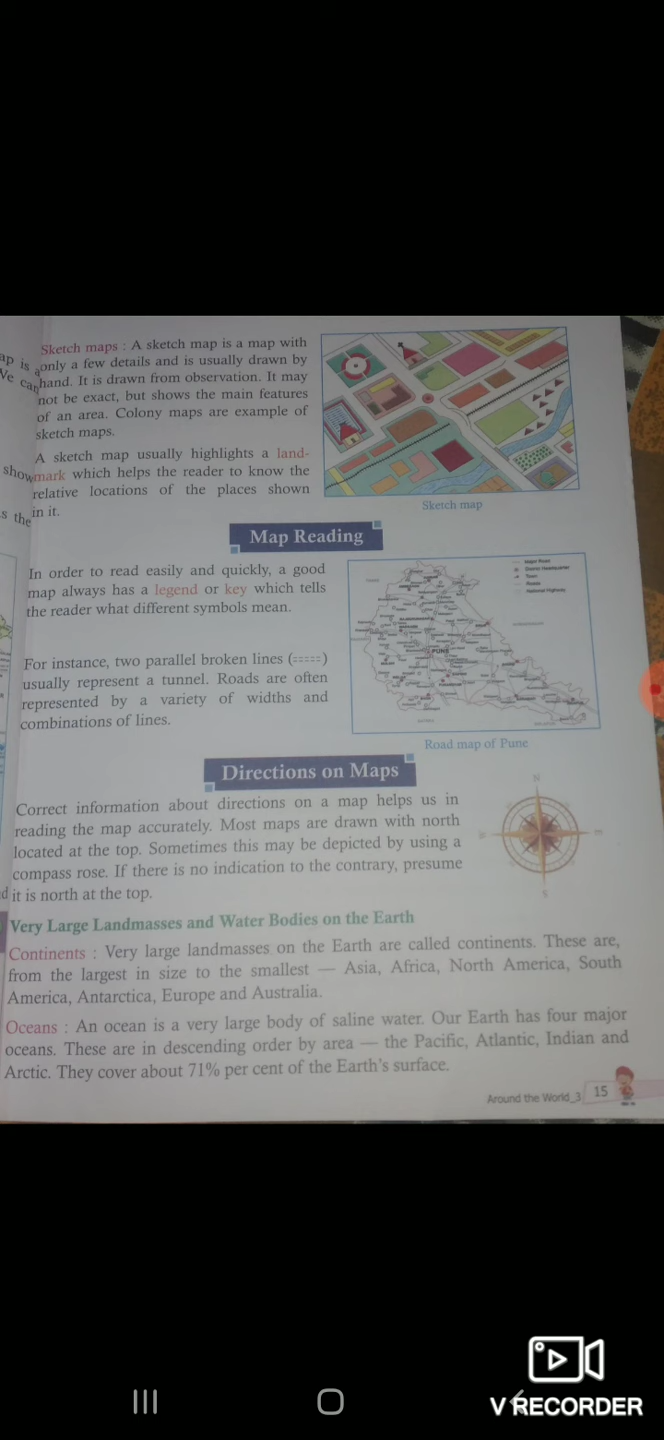 Sketch maps : A sketch map is a map with
only a few details and is usually drawn by
hand. It is drawn from observation. It may
not be exact, but shows the main features
of an area. Colony maps are example of
sketch maps.
A sketch map usually highlights a land-
mark which helps the reader to know the
relative locations of the places shown
in it.
Sketch map
Map Reading
In order to read easily and quickly, a good
map always has a legend or key which tells
the reader what different symbols mean.
For instance, two parallel broken lines (=====)
usually represent a tunnel. Roads are often
represented by a variety of widths and
combinations of lines.
Major Road
District Headquarter
Town
National Highway
PUNE
Road map of Pune
Directions on Maps
Correct information about directions on a map helps us in
reading the map accurately. Most maps are drawn with north
located at the top. Sometimes this may be depicted by using a
compass rose. If there is no indication to the contrary, presume
it is north at the top.
N
S
Very Large Landmasses and Water Bodies on the Earth
Continents : Very large landmasses on the Earth are called continents. These are,
from the largest in size to the smallest — Asia, Africa, North America, South
America, Antarctica, Europe and Australia.
Oceans : An ocean is a very large body of saline water. Our Earth has four major
oceans. These are in descending order by area — the Pacific, Atlantic, Indian and
Arctic. They cover about 71% per cent of the Earth's surface.
Around the World_3 15
V RECORDER